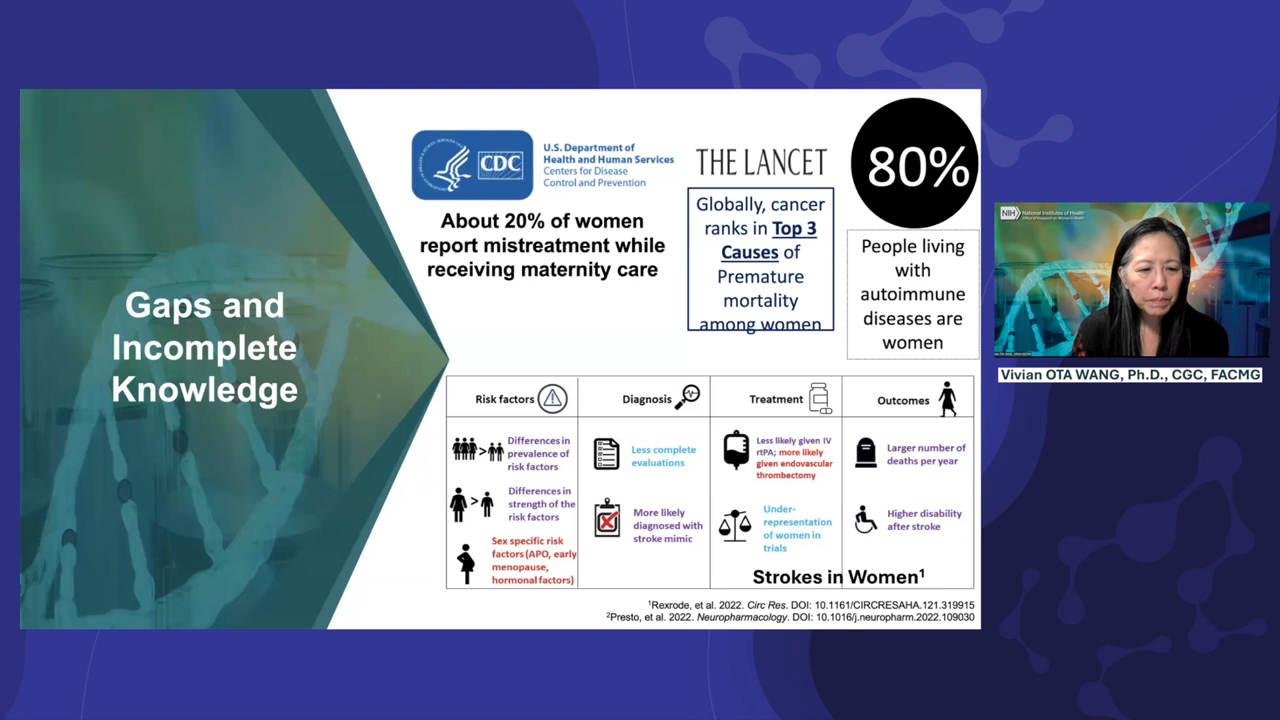 Gaps and
Incomplete
Knowledge
CDC
U.S. Department of
Health and Human Services
Centers for Disease
Control and Prevention
About 20% of women
report mistreatment while
receiving maternity care
THE LANCET
Globally, cancer
ranks in Top 3
Causes of
Premature
mortality
among women
80%
People living
with
autoimmune
diseases are
women
Risk factors
Differences in
prevalence of
risk factors
Differences in
strength of the
risk factors
Sex specific risk
factors (APO, early
menopause,
hormonal factors)
Diagnosis
Less complete
evaluations
More likely
diagnosed with
stroke mimic
Treatment
Less likely given IV
rtPA; more likely
given endovascular
thrombectomy
Under-
representation
of women in
trials
Outcomes
Larger number of
deaths per year
Higher disability
after stroke
Strokes in Women¹
¹Rexrode, et al. 2022. Circ Res. DOI: 10.1161/CIRCRESAHA.121.319915
²Presto, et al. 2022. Neuropharmacology. DOI: 10.1016/j.neuropharm.2022.109030
NIH
National Institutes of Health
Office of Research on Women's Health
Vivian OTA WANG, Ph.D., CGC, FACMG